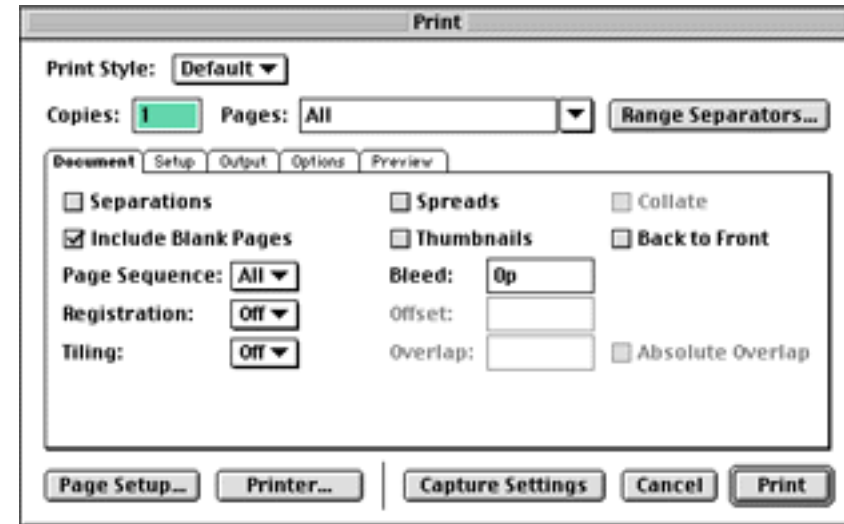 Print
Print Style: Default
Copies: 1 Pages: All Range Separators...
Document Setup Output Options Preview
Separations Spreads Collate
Include Blank Pages Thumbnails Back to Front
Page Sequence: All Bleed: 0p
Registration: Off Offset:
Tiling: Off Overlap: Absolute Overlap
Page Setup... Printer... Capture Settings Cancel Print